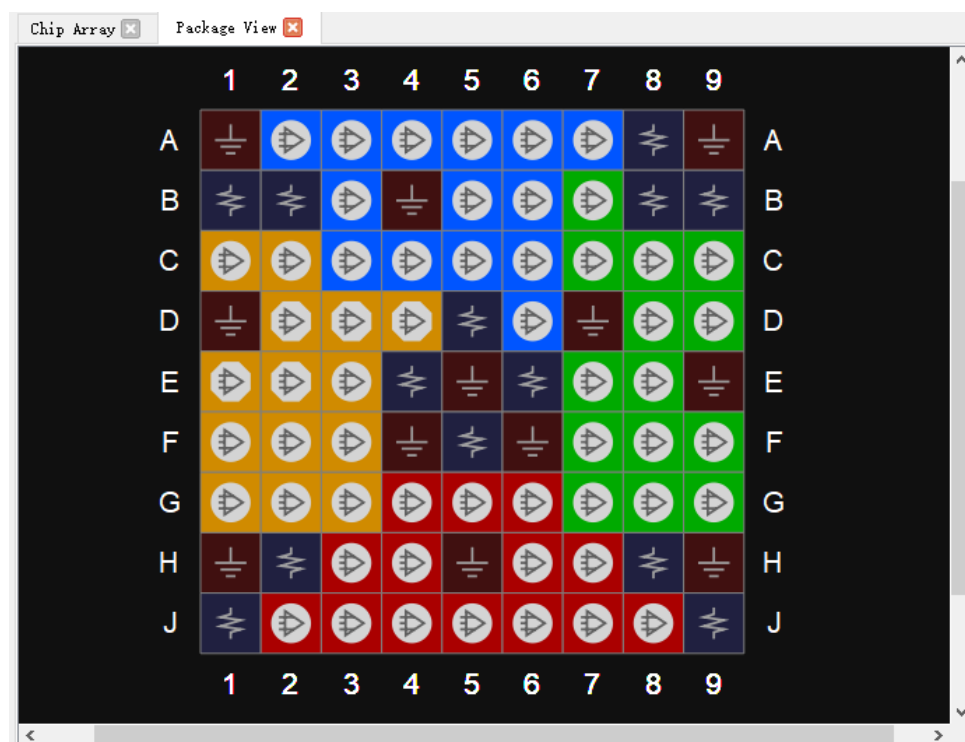 Chip Array Package View
1 2 3 4 5 6 7 8 9
A A
B B
C C
D D
E E
F F
G G
H H
J J
1 2 3 4 5 6 7 8 9